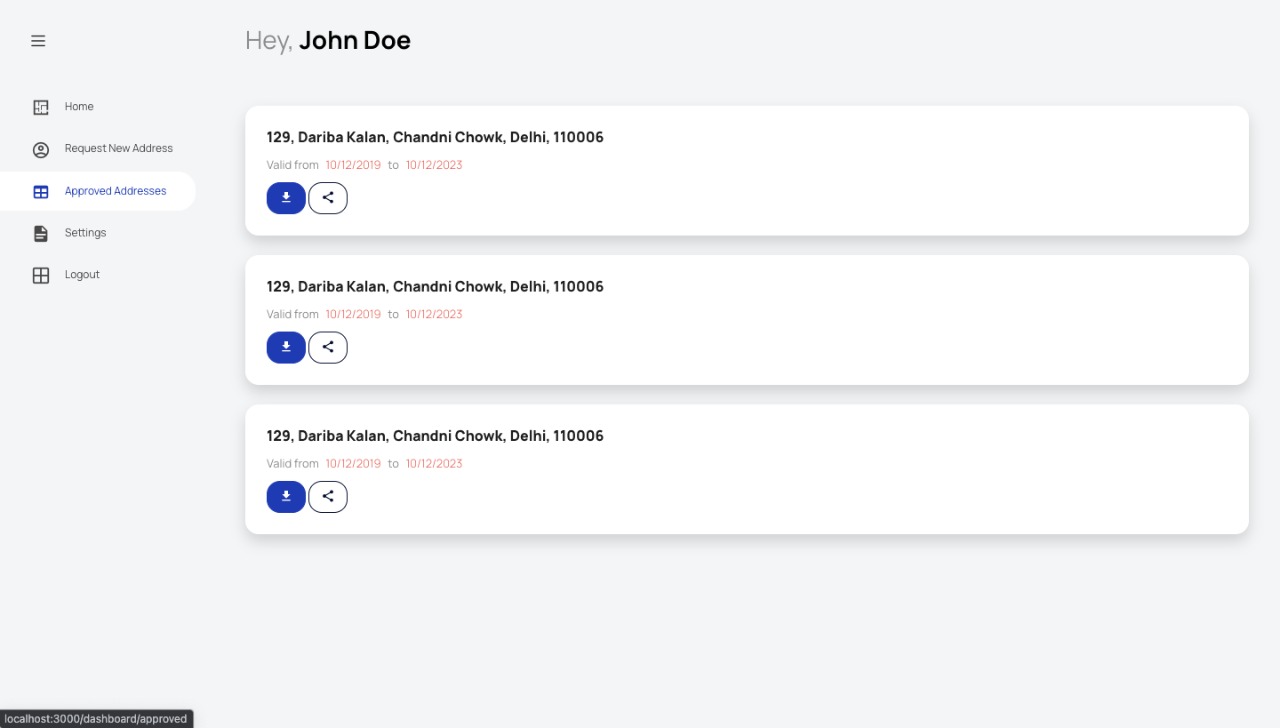 Hey, John Doe
Home
Request New Address
Approved Addresses
Settings
Logout
129, Dariba Kalan, Chandni Chowk, Delhi, 110006
Valid from 10/12/2019 to 10/12/2023
129, Dariba Kalan, Chandni Chowk, Delhi, 110006
Valid from 10/12/2019 to 10/12/2023
129, Dariba Kalan, Chandni Chowk, Delhi, 110006
Valid from 10/12/2019 to 10/12/2023
localhost:3000/dashboard/approved